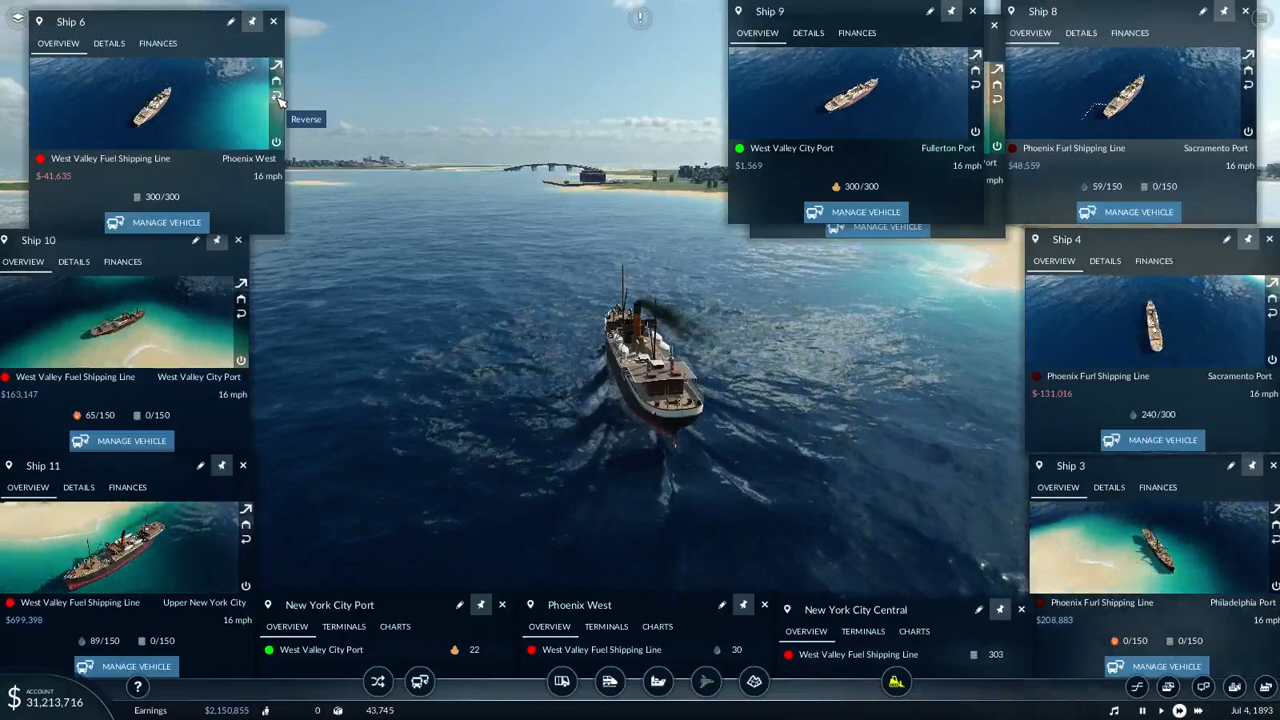 Ship 6
OVERVIEW DETAILS FINANCES
Reverse
West Valley Fuel Shipping Line Phoenix West
$-41,635 16 mph
300/300
MANAGE VEHICLE
Ship 9
OVERVIEW DETAILS FINANCES
West Valley City Port Fullerton Port
$1,569 16 mph
300/300
MANAGE VEHICLE
ort
mph
MANAGE VEHICLE
Ship 8
OVERVIEW DETAILS FINANCES
Phoenix Furl Shipping Line Sacramento Port
$48,559 16 mph
59/150 0/150
MANAGE VEHICLE
Ship 10
OVERVIEW DETAILS FINANCES
West Valley Fuel Shipping Line West Valley City Port
$163,147 16 mph
65/150 0/150
MANAGE VEHICLE
Ship 4
OVERVIEW DETAILS FINANCES
Phoenix Furl Shipping Line Sacramento Port
$-131,016 16 mph
240/300
MANAGE VEHICLE
Ship 11
OVERVIEW DETAILS FINANCES
West Valley Fuel Shipping Line Upper New York City
$699,398 16 mph
89/150 0/150
MANAGE VEHICLE
Ship 3
OVERVIEW DETAILS FINANCES
Phoenix Furl Shipping Line Philadelphia Port
$208,883 16 mph
0/150 0/150
MANAGE VEHICLE
New York City Port
OVERVIEW TERMINALS CHARTS
West Valley City Port 22
Phoenix West
OVERVIEW TERMINALS CHARTS
West Valley Fuel Shipping Line 30
New York City Central
OVERVIEW TERMINALS CHARTS
West Valley Fuel Shipping Line 303
$ ACCOUNT
31,213,716
?
Earnings $2,150,855 0 43,745
Jul 4, 1893